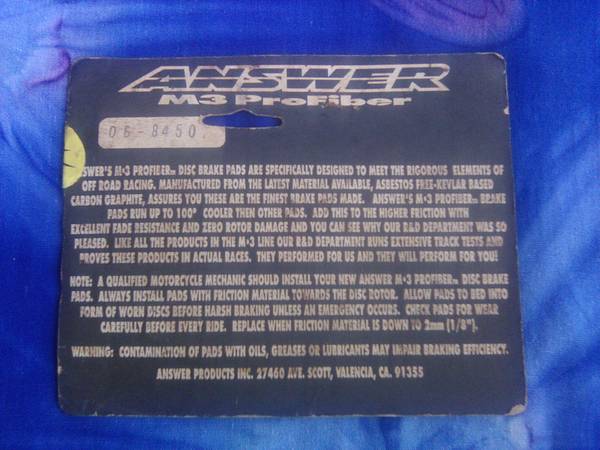 ANSWER
M3 ProFiber
06-8450
SWER'S M•3 PROFIBER™ DISC BRAKE PADS ARE SPECIFICALLY DESIGNED TO MEET THE RIGOROUS ELEMENTS OF
OFF ROAD RACING. MANUFACTURED FROM THE LATEST MATERIAL AVAILABLE, ASBESTOS FREE-KEVLAR BASED
CARBON GRAPHITE, ASSURES YOU THESE ARE THE FINEST BRAKE PADS MADE. ANSWER'S M•3 PROFIBER™ BRAKE
PADS RUN UP TO 100° COOLER THEN OTHER PADS. ADD THIS TO THE HIGHER FRICTION WITH
EXCELLENT FADE RESISTANCE AND ZERO ROTOR DAMAGE AND YOU CAN SEE WHY OUR R&D DEPARTMENT WAS SO
PLEASED. LIKE ALL THE PRODUCTS IN THE M•3 LINE OUR R&D DEPARTMENT RUNS EXTENSIVE TRACK TESTS AND
PROVES THESE PRODUCTS IN ACTUAL RACES. THEY PERFORMED FOR US AND THEY WILL PERFORM FOR YOU!
NOTE: A QUALIFIED MOTORCYCLE MECHANIC SHOULD INSTALL YOUR NEW ANSWER M•3 PROFIBER™ DISC BRAKE
PADS. ALWAYS INSTALL PADS WITH FRICTION MATERIAL TOWARDS THE DISC ROTOR. ALLOW PADS TO BED INTO
FORM OF WORN DISCS BEFORE HARSH BRAKING UNLESS AN EMERGENCY OCCURS. CHECK PADS FOR WEAR
CAREFULLY BEFORE EVERY RIDE. REPLACE WHEN FRICTION MATERIAL IS DOWN TO 2mm (1/8").
WARNING: CONTAMINATION OF PADS WITH OILS, GREASES OR LUBRICANTS MAY IMPAIR BRAKING EFFICIENCY.
ANSWER PRODUCTS INC. 27460 AVE. SCOTT, VALENCIA, CA. 91355